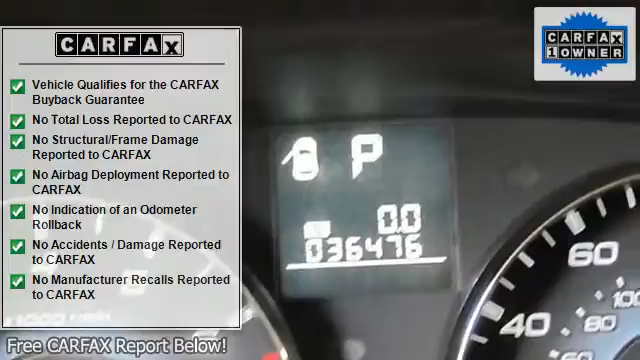 CARFAX
Vehicle Qualifies for the CARFAX
Buyback Guarantee
No Total Loss Reported to CARFAX
No Structural/Frame Damage
Reported to CARFAX
No Airbag Deployment Reported to
CARFAX
No Indication of an Odometer
Rollback
No Accidents / Damage Reported
to CARFAX
No Manufacturer Recalls Reported
to CARFAX
Free CARFAX Report Below!
CARFAX
1 OWNER
P
0.0
036476
60
100
40
80